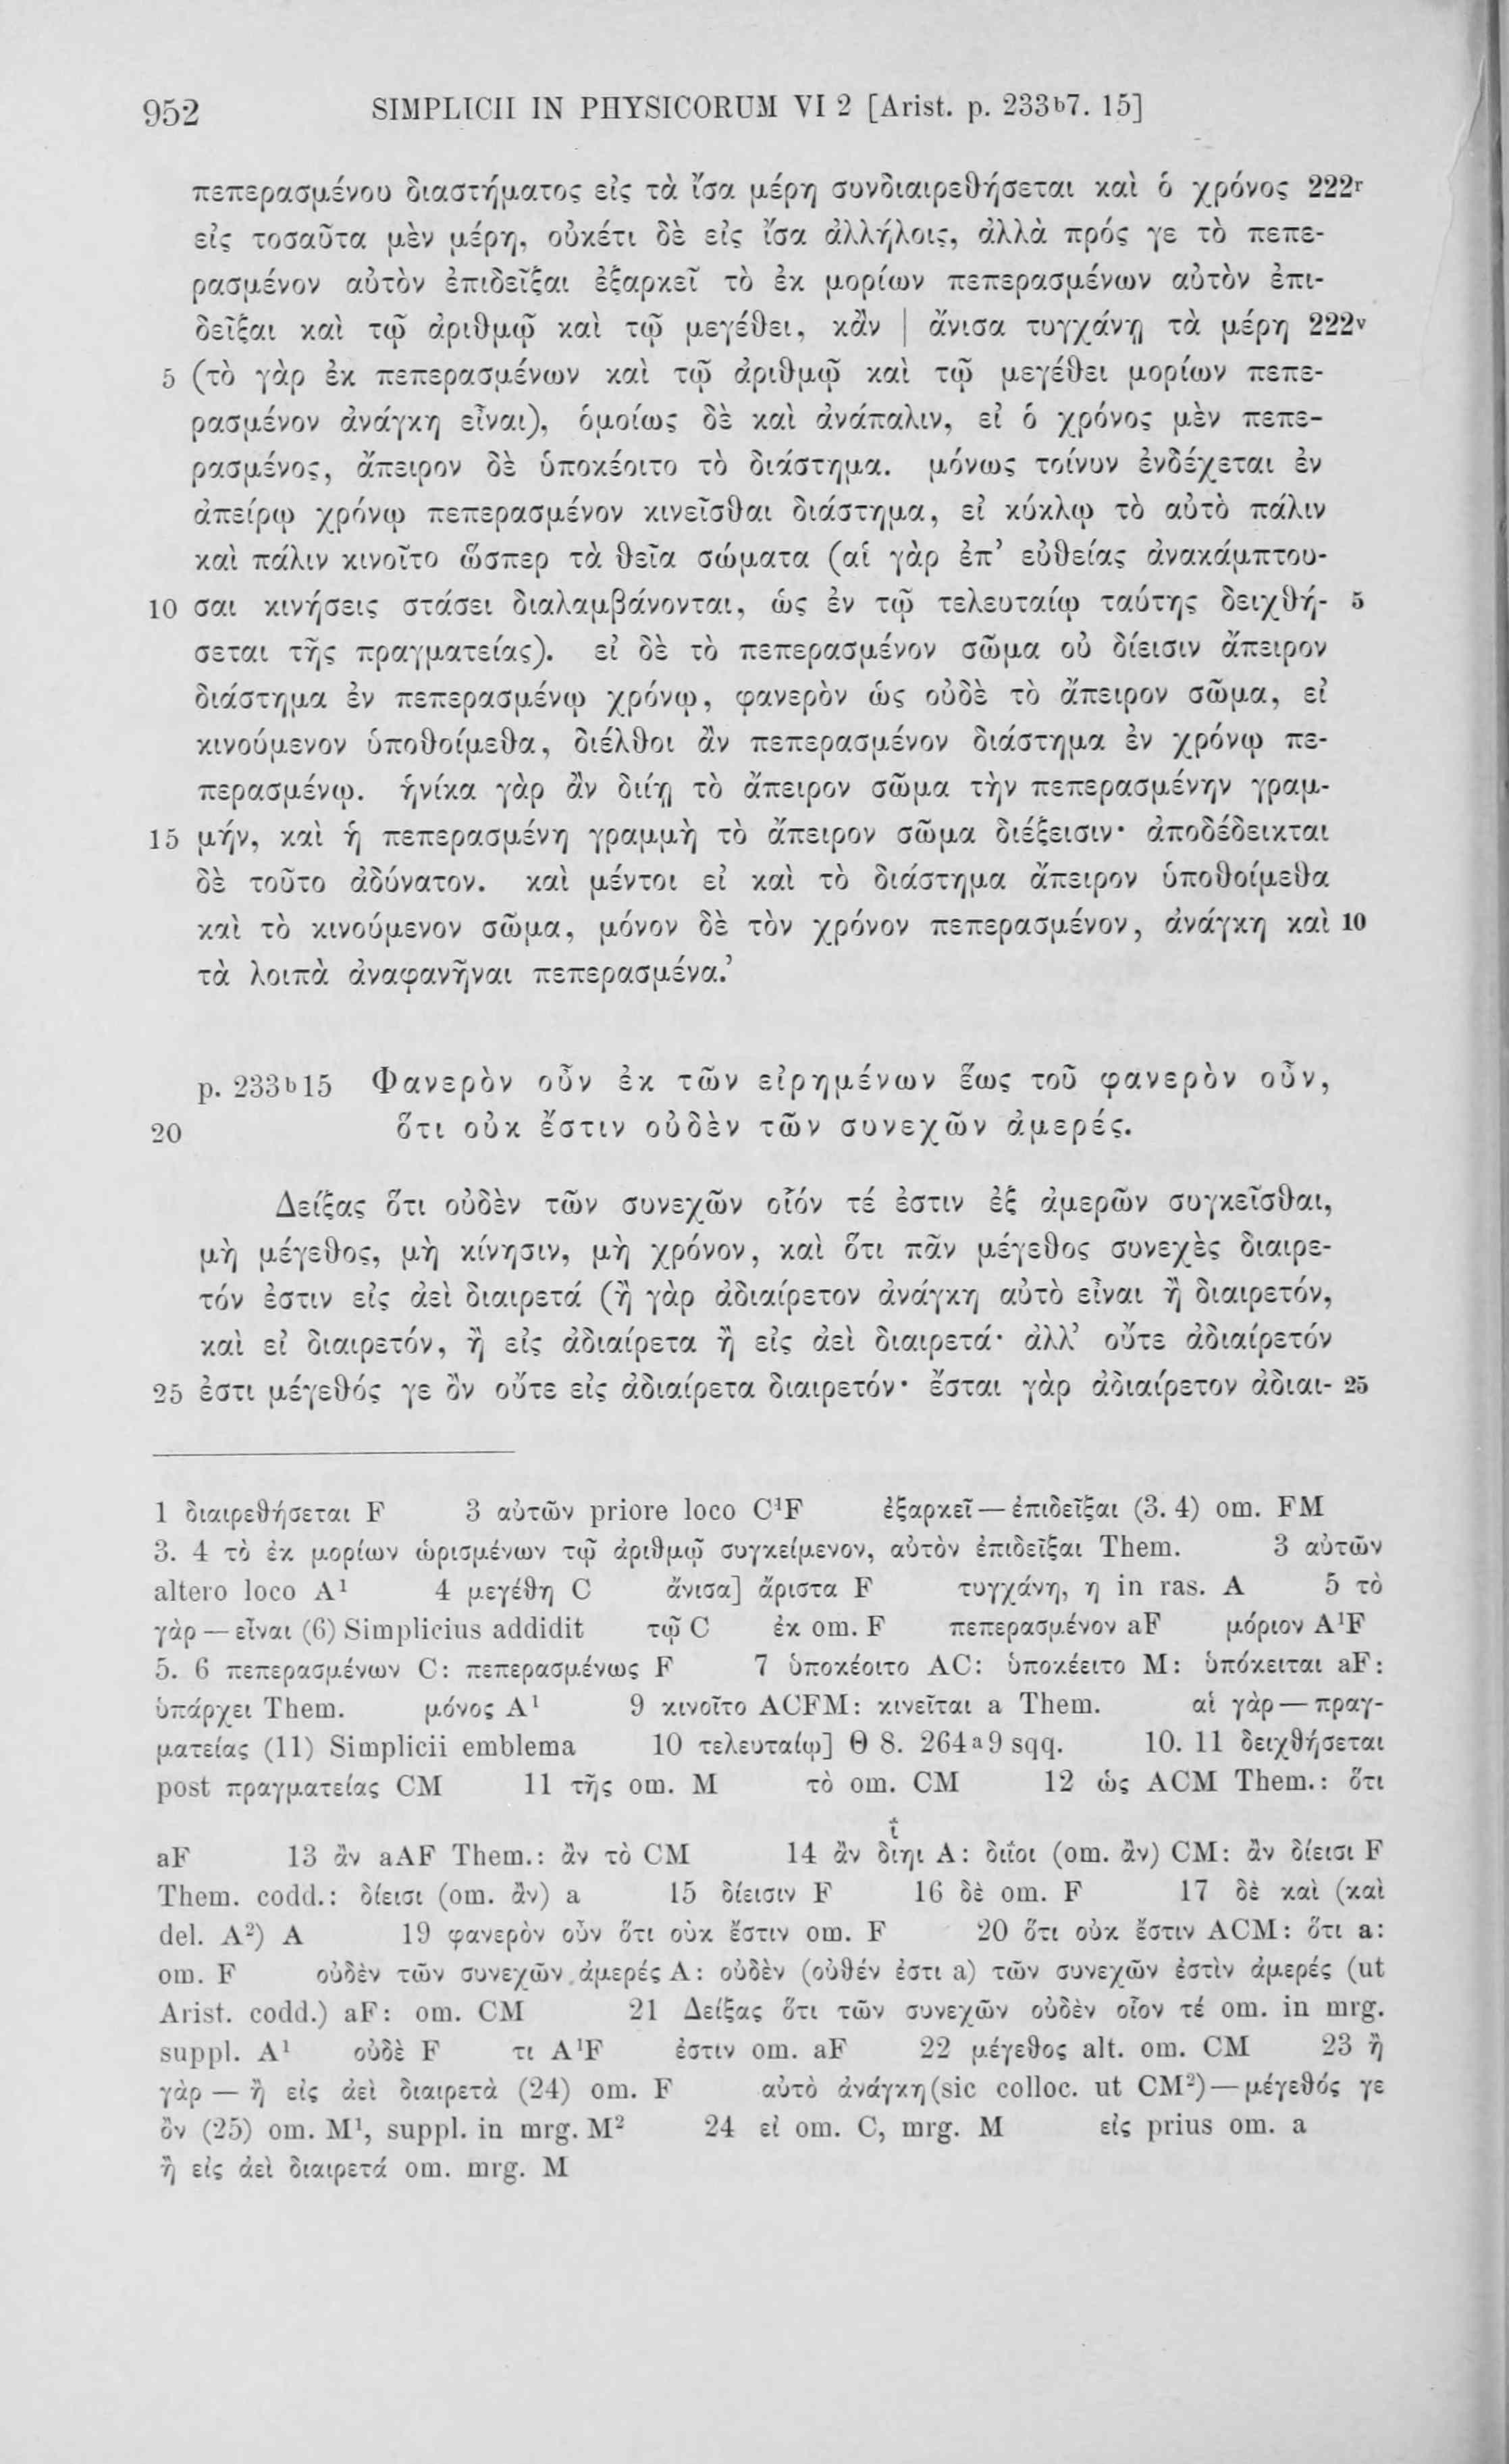 952 SIMPLICII IN PHYSICORUM VI 2 [Arist. p. 233b7. 15]
πεπερασμένου διαστήματος εἰς τὰ ἴσα μέρη συνδιαιρεθήσεται καὶ ὁ χρόνος 222r
εἰς τοσαῦτα μὲν μέρη, οὐκέτι δὲ εἰς ἴσα ἀλλήλοις, ἀλλὰ πρός γε τὸ πεπε-
ρασμένον αὐτὸν ἐπιδεῖξαι ἐξαρκεῖ τὸ ἐκ μορίων πεπερασμένων αὐτὸν ἐπι-
δεῖξαι καὶ τῷ ἀριθμῷ καὶ τῷ μεγέθει, κἂν | ἄνισα τυγχάνῃ τὰ μέρη 222v
5 (τὸ γὰρ ἐκ πεπερασμένων καὶ τῷ ἀριθμῷ καὶ τῷ μεγέθει μορίων πεπε-
ρασμένον ἀνάγκη εἶναι), ὁμοίως δὲ καὶ ἀνάπαλιν, εἰ ὁ χρόνος μὲν πεπε-
ρασμένος, ἄπειρον δὲ ὑποκέοιτο τὸ διάστημα. μόνως τοίνυν ἐνδέχεται ἐν
ἀπείρῳ χρόνῳ πεπερασμένον κινεῖσθαι διάστημα, εἰ κύκλῳ τὸ αὐτὸ πάλιν
καὶ πάλιν κινοῖτο ὥσπερ τὰ θεῖα σώματα (αἱ γὰρ ἐπ’ εὐθείας ἀνακάμπτου-
10 σαι κινήσεις στάσει διαλαμβάνονται, ὡς ἐν τῷ τελευταίῳ ταύτης δειχθή- 5
σεται τῆς πραγματείας). εἰ δὲ τὸ πεπερασμένον σῶμα οὐ δίεισιν ἄπειρον
διάστημα ἐν πεπερασμένῳ χρόνῳ, φανερὸν ὡς οὐδὲ τὸ ἄπειρον σῶμα, εἰ
κινούμενον ὑποθοίμεθα, διέλθοι ἂν πεπερασμένον διάστημα ἐν χρόνῳ πε-
περασμένῳ. ἡνίκα γὰρ ἂν διίῃ τὸ ἄπειρον σῶμα τὴν πεπερασμένην γραμ-
15 μήν, καὶ ἡ πεπερασμένη γραμμὴ τὸ ἄπειρον σῶμα διέξεισιν· ἀποδέδεικται
δὲ τοῦτο ἀδύνατον. καὶ μέντοι εἰ καὶ τὸ διάστημα ἄπειρον ὑποθοίμεθα
καὶ τὸ κινούμενον σῶμα, μόνον δὲ τὸν χρόνον πεπερασμένον, ἀνάγκη καὶ 10
τὰ λοιπὰ ἀναφανῆναι πεπερασμένα.’
p. 233b15 Φανερὸν οὖν ἐκ τῶν εἰρημένων ἕως τοῦ φανερὸν οὖν,
20 ὅτι οὐκ ἔστιν οὐδὲν τῶν συνεχῶν ἀμερές.
Δείξας ὅτι οὐδὲν τῶν συνεχῶν οἷόν τέ ἐστιν ἐξ ἀμερῶν συγκεῖσθαι,
μὴ μέγεθος, μὴ κίνησιν, μὴ χρόνον, καὶ ὅτι πᾶν μέγεθος συνεχὲς διαιρε-
τόν ἐστιν εἰς ἀεὶ διαιρετά (ἢ γὰρ ἀδιαίρετον ἀνάγκη αὐτὸ εἶναι ἢ διαιρετόν,
καὶ εἰ διαιρετόν, ἢ εἰς ἀδιαίρετα ἢ εἰς ἀεὶ διαιρετά· ἀλλ’ οὔτε ἀδιαίρετόν
25 ἐστι μέγεθός γε ὂν οὔτε εἰς ἀδιαίρετα διαιρετόν· ἔσται γὰρ ἀδιαίρετον ἀδιαι- 25
1 διαιρεθήσεται F 3 αὐτῶν priore loco C¹F ἐξαρκεῖ — ἐπιδεῖξαι (3. 4) om. FM
3. 4 τὸ ἐκ μορίων ὡρισμένων τῷ ἀριθμῷ συγκείμενον, αὐτὸν ἐπιδεῖξαι Them. 3 αὐτῶν
altero loco A¹ 4 μεγέθη C ἄνισα] ἄριστα F τυγχάνη, η in ras. A 5 τὸ
γὰρ — εἶναι (6) Simplicius addidit τῷ C ἐκ om. F πεπερασμένον aF μόριον A¹F
5. 6 πεπερασμένων C: πεπερασμένως F 7 ὑποκέοιτο AC: ὑποκέειτο M: ὑπόκειται aF:
ὑπάρχει Them. μόνος A¹ 9 κινοῖτο ACFM: κινεῖται a Them. αἱ γὰρ — πραγ-
ματείας (11) Simplicii emblema 10 τελευταίῳ] Θ 8. 264a9 sqq. 10. 11 δειχθήσεται
post πραγματείας CM 11 τῆς om. M τὸ om. CM 12 ὡς ACM Them.: ὅτι
aF 13 ἂν aAF Them.: ἂν τὸ CM 14 ἂν διηι A: διΐοι (om. ἂν) CM: ἂν δίεισι F
Them. codd.: δίεισι (om. ἂν) a 15 δίεισιν F 16 δὲ om. F 17 δὲ καὶ (καὶ
del. A²) A 19 φανερὸν οὖν ὅτι οὐκ ἔστιν om. F 20 ὅτι οὐκ ἔστιν ACM: ὅτι a:
om. F οὐδὲν τῶν συνεχῶν ἀμερές A: οὐδὲν (οὐθέν ἐστι a) τῶν συνεχῶν ἐστὶν ἀμερές (ut
Arist. codd.) aF: om. CM 21 Δείξας ὅτι τῶν συνεχῶν οὐδὲν οἷον τέ om. in mrg.
suppl. A¹ οὐδὲ F τι A¹F ἐστιν om. aF 22 μέγεθος alt. om. CM 23 ἢ
γὰρ — ἢ εἰς ἀεὶ διαιρετὰ (24) om. F αὐτὸ ἀνάγκη (sic colloc. ut CM²) — μέγεθός γε
ὂν (25) om. M¹, suppl. in mrg. M² 24 εἰ om. C, mrg. M εἰς prius om. a
ἢ εἰς ἀεὶ διαιρετά om. mrg. M